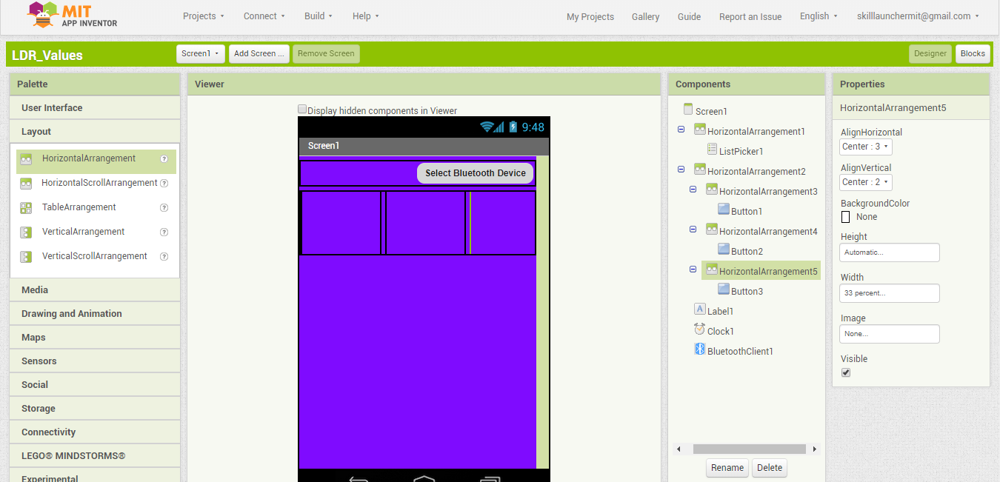 MIT
APP INVENTOR
Projects Connect Build Help My Projects Gallery Guide Report an Issue English skilllaunchermit@gmail.com
LDR_Values Screen1 Add Screen ... Remove Screen Designer Blocks
Palette
User Interface
Layout
HorizontalArrangement ?
HorizontalScrollArrangement ?
TableArrangement ?
VerticalArrangement ?
VerticalScrollArrangement ?
Media
Drawing and Animation
Maps
Sensors
Social
Storage
Connectivity
LEGO® MINDSTORMS®
Experimental
Viewer
Display hidden components in Viewer
9:48
Screen1
Select Bluetooth Device
Components
Screen1
HorizontalArrangement1
ListPicker1
HorizontalArrangement2
HorizontalArrangement3
Button1
HorizontalArrangement4
Button2
HorizontalArrangement5
Button3
A Label1
Clock1
BluetoothClient1
Rename Delete
Properties
HorizontalArrangement5
AlignHorizontal
Center : 3
AlignVertical
Center : 2
BackgroundColor
None
Height
Automatic...
Width
33 percent...
Image
None...
Visible